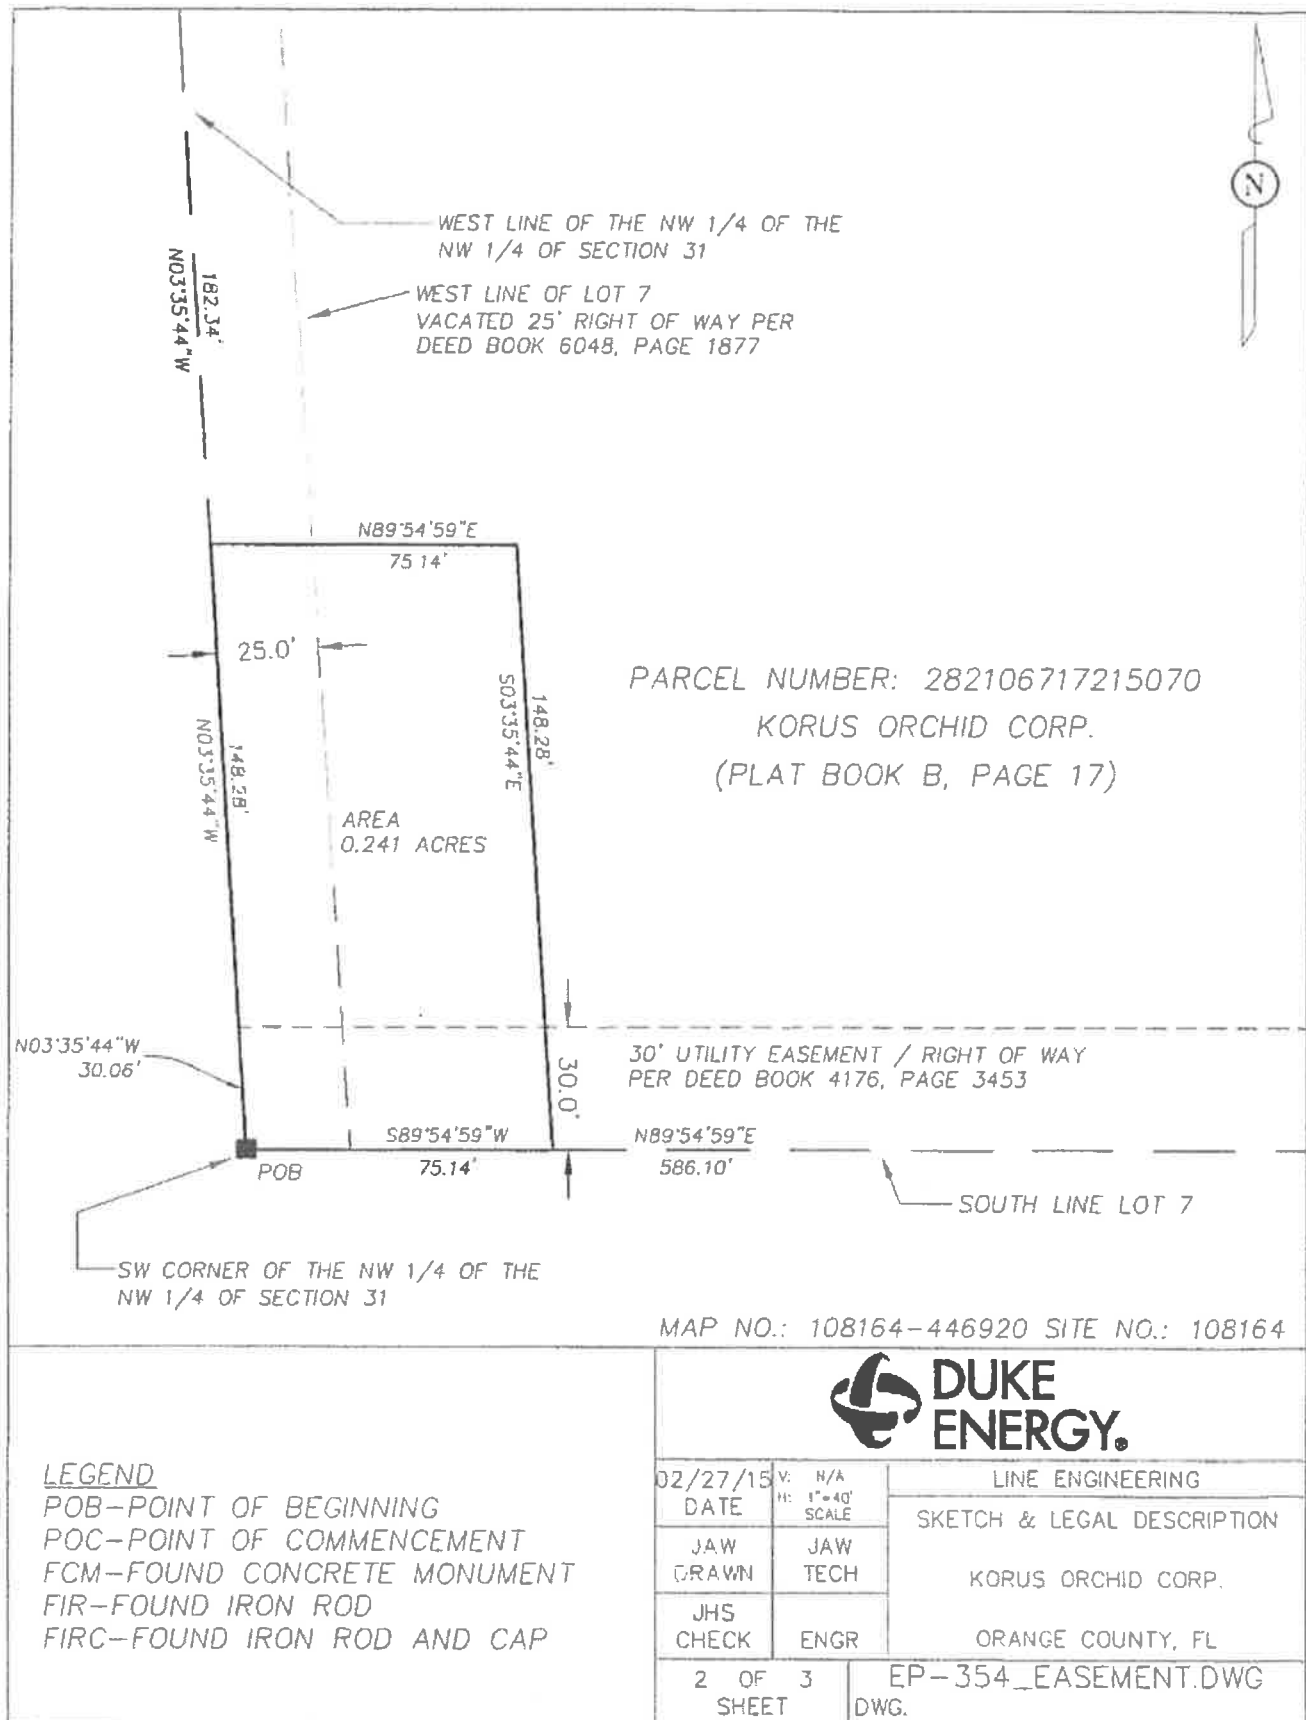 WEST LINE OF THE NW 1/4 OF THE
NW 1/4 OF SECTION 31
N
WEST LINE OF LOT 7
VACATED 25' RIGHT OF WAY PER
DEED BOOK 6048, PAGE 1877
182.34'
N03°35'44"W
N89°54'59"E
75.14'
25.0'
148.28'
S03°35'44"E
148.28'
N03°35'44"W
PARCEL NUMBER: 282106717215070
KORUS ORCHID CORP.
(PLAT BOOK B, PAGE 17)
AREA
0.241 ACRES
N03°35'44"W
30.06'
30.0'
30' UTILITY EASEMENT / RIGHT OF WAY
PER DEED BOOK 4176, PAGE 3453
S89°54'59"W
75.14'
N89°54'59"E
586.10'
POB
SOUTH LINE LOT 7
SW CORNER OF THE NW 1/4 OF THE
NW 1/4 OF SECTION 31
MAP NO.: 108164-446920 SITE NO.: 108164
LEGEND
POB-POINT OF BEGINNING
POC-POINT OF COMMENCEMENT
FCM-FOUND CONCRETE MONUMENT
FIR-FOUND IRON ROD
FIRC-FOUND IRON ROD AND CAP
DUKE
ENERGY®
02/27/15
DATE
V: N/A
H: 1"=40'
SCALE
LINE ENGINEERING
SKETCH & LEGAL DESCRIPTION
JAW
DRAWN
JAW
TECH
KORUS ORCHID CORP.
JHS
CHECK
ENGR
ORANGE COUNTY, FL
2 OF 3
SHEET
EP-354_EASEMENT.DWG
DWG.